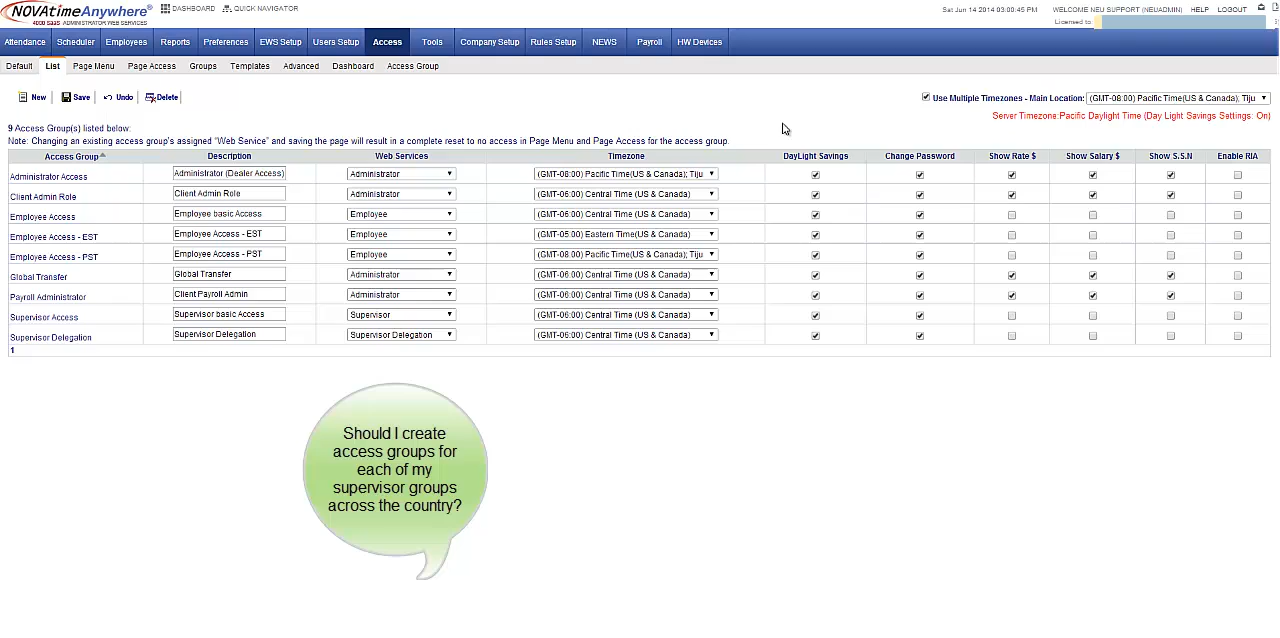 NOVAtimeAnywhere®
4000 SaaS ADMINISTRATOR WEB SERVICES
DASHBOARD QUICK NAVIGATOR
Sat Jun 14 2014 03:00:45 PM WELCOME NEU SUPPORT (NEUADMIN) HELP LOGOUT
Licensed to:
Attendance Scheduler Employees Reports Preferences EWS Setup Users Setup Access Tools Company Setup Rules Setup NEWS Payroll HW Devices
Default List Page Menu Page Access Groups Templates Advanced Dashboard Access Group
New Save Undo Delete
Use Multiple Timezones - Main Location: (GMT-08:00) Pacific Time(US & Canada); Tiju
Server Timezone:Pacific Daylight Time (Day Light Savings Settings: On)
9 Access Group(s) listed below:
Note: Changing an existing access group's assigned "Web Service" and saving the page will result in a complete reset to no access in Page Menu and Page Access for the access group.
Access Group Description Web Services Timezone DayLight Savings Change Password Show Rate $ Show Salary $ Show S.S.N Enable RIA
Administrator Access Administrator (Dealer Access) Administrator (GMT-08:00) Pacific Time(US & Canada); Tiju
Client Admin Role Client Admin Role Administrator (GMT-06:00) Central Time (US & Canada)
Employee Access Employee basic Access Employee (GMT-06:00) Central Time (US & Canada)
Employee Access - EST Employee Access - EST Employee (GMT-05:00) Eastern Time(US & Canada)
Employee Access - PST Employee Access - PST Employee (GMT-08:00) Pacific Time(US & Canada); Tiju
Global Transfer Global Transfer Administrator (GMT-06:00) Central Time (US & Canada)
Payroll Administrator Client Payroll Admin Administrator (GMT-06:00) Central Time (US & Canada)
Supervisor Access Supervisor basic Access Supervisor (GMT-06:00) Central Time (US & Canada)
Supervisor Delegation Supervisor Delegation Supervisor Delegation (GMT-06:00) Central Time (US & Canada)
1
Should I create
access groups for
each of my
supervisor groups
across the country?